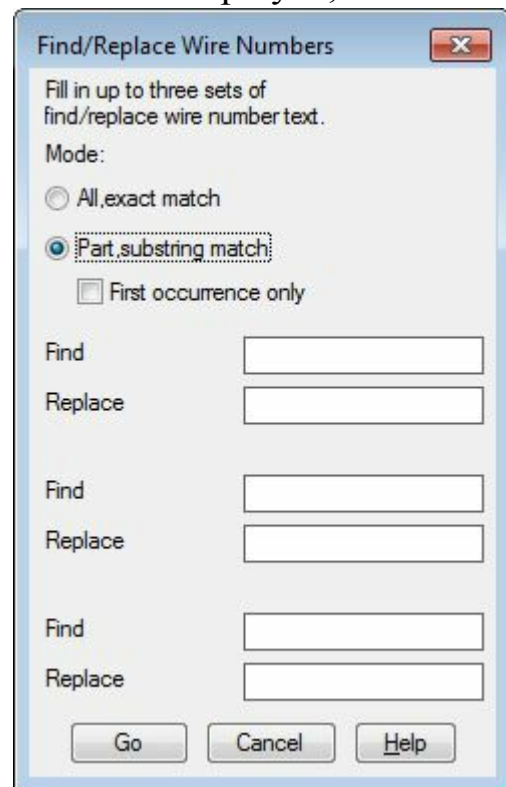 Find/Replace Wire Numbers
Fill in up to three sets of
find/replace wire number text.
Mode:
All,exact match
Part,substring match
First occurrence only
Find
Replace
Find
Replace
Find
Replace
Go Cancel Help